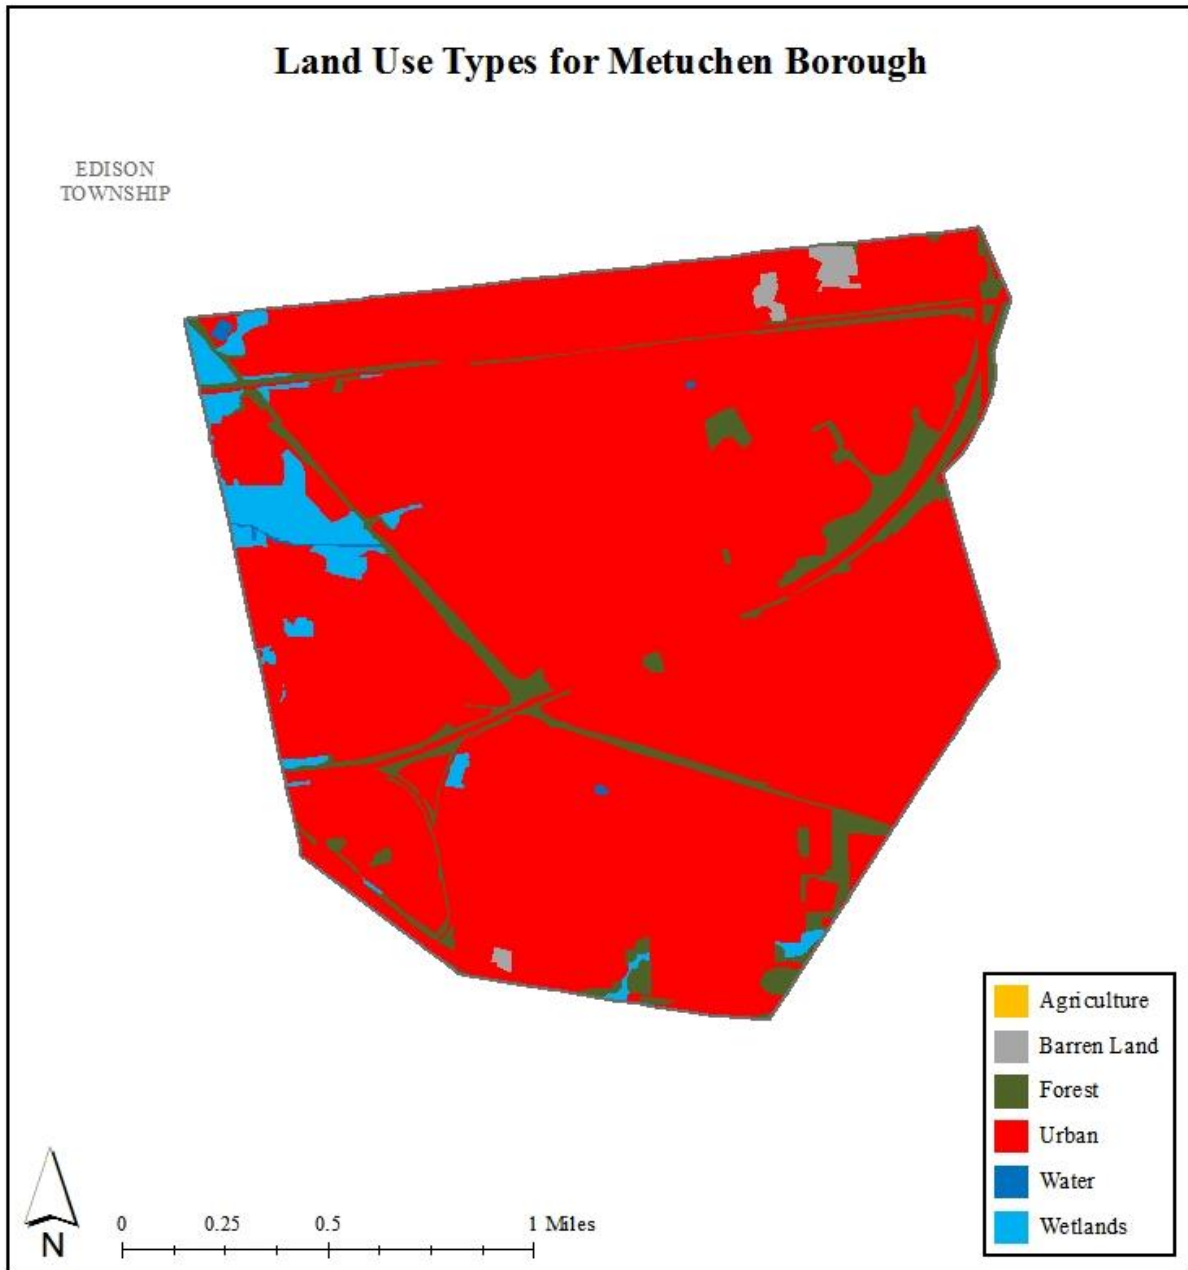 Land Use Types for Metuchen Borough
EDISON
TOWNSHIP
Agriculture
Barren Land
Forest
Urban
Water
Wetlands
N
0 0.25 0.5 1 Miles